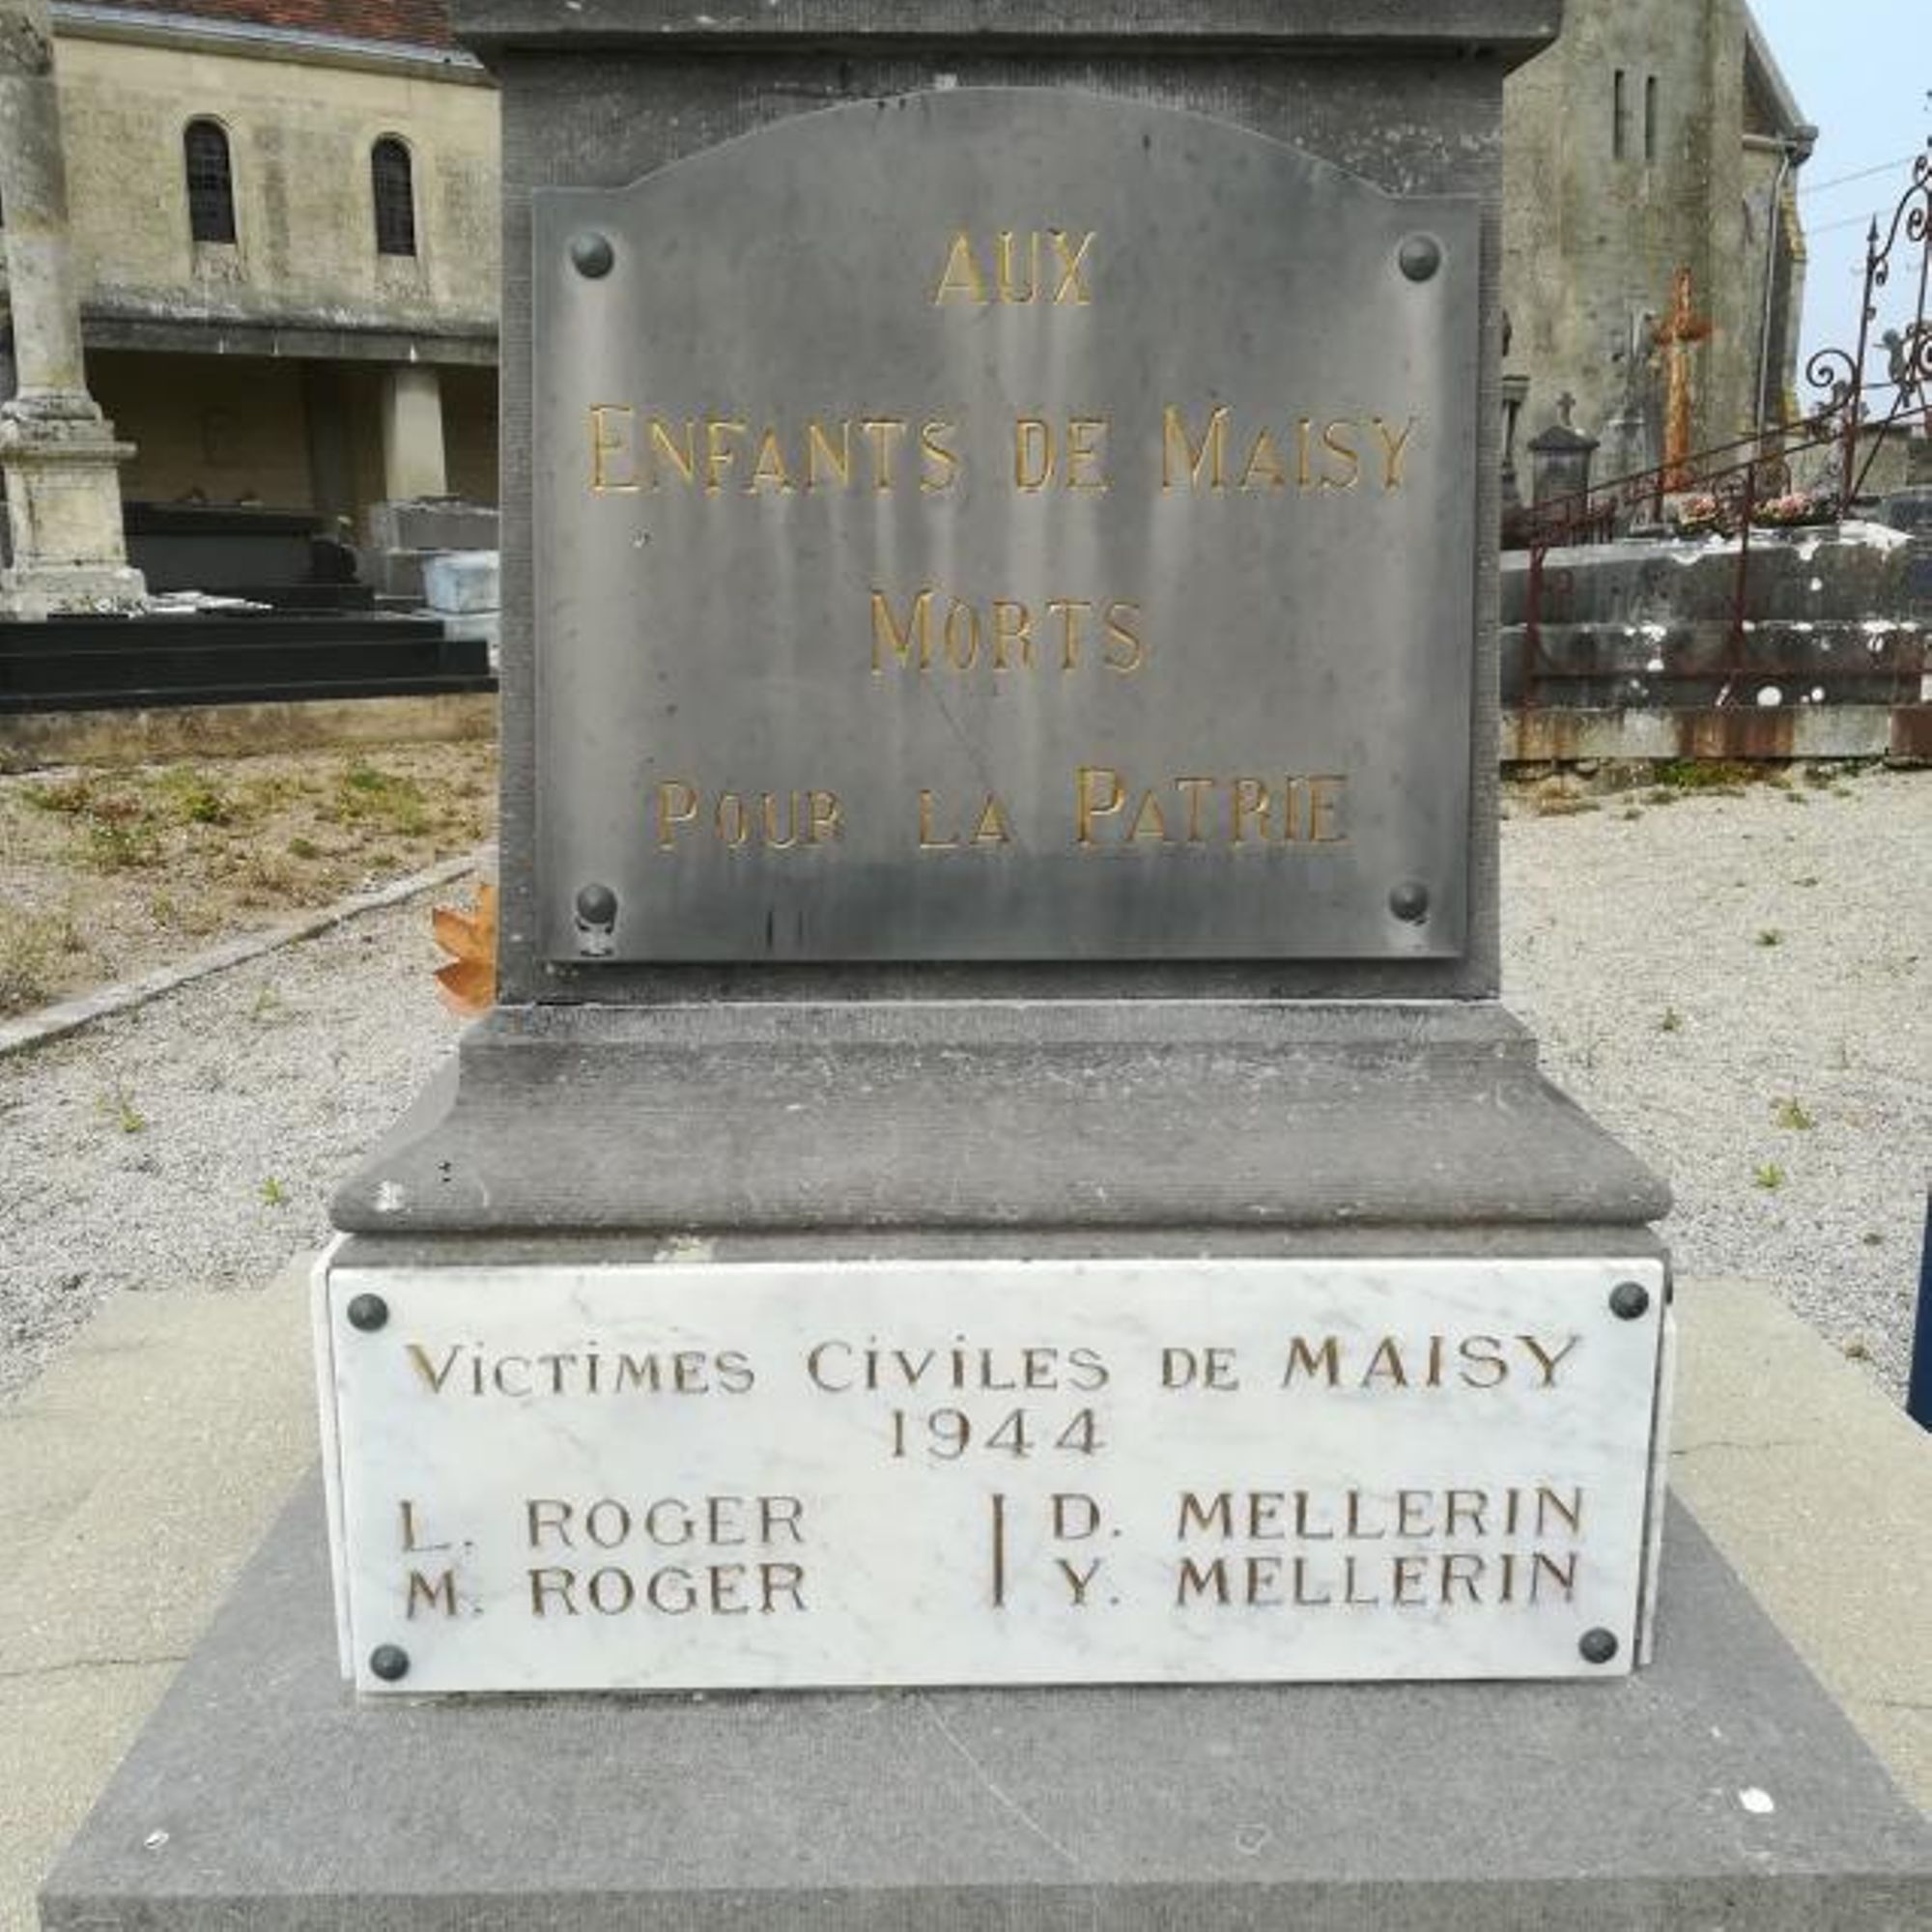 AUX
ENFANTS DE MAISY
MORTS
POUR LA PATRIE
VICTIMES CIVILES DE MAISY
1944
L. ROGER | D. MELLERIN
M. ROGER | Y. MELLERIN